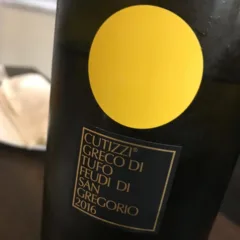 CUTIZZI®
GRECO DI
TUFO
FEUDI DI
SAN
GREGORIO
2016